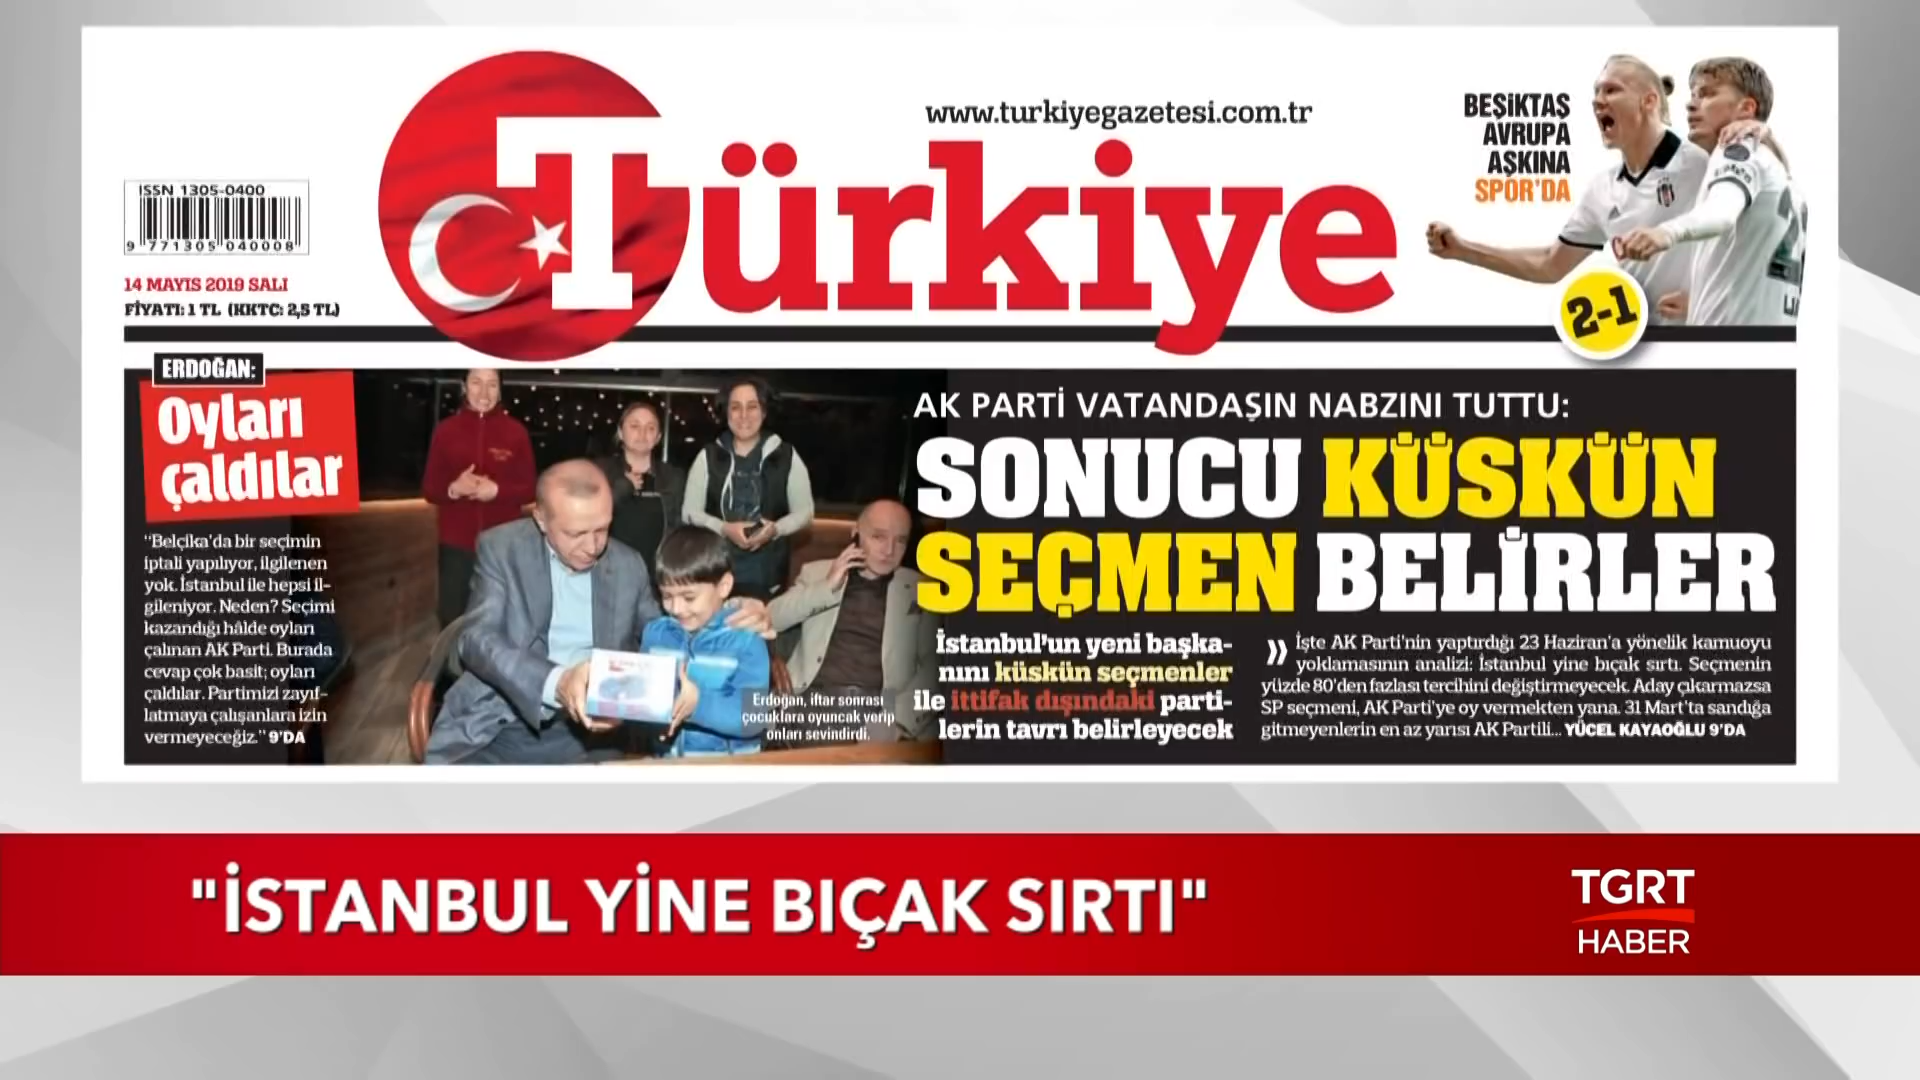 www.turkiyegazetesi.com.tr
Türkiye
ISSN 1305-0400
9 771305 040008
14 MAYIS 2019 SALI
FİYATI: 1 TL (KKTC: 2,5 TL)
BEŞİKTAŞ
AVRUPA
AŞKINA
SPOR'DA
2-1
ERDOĞAN:
Oyları
çaldılar
"Belçika'da bir seçimin
iptali yapılıyor, ilgilenen
yok. İstanbul ile hepsi il-
gileniyor. Neden? Seçimi
kazandığı hâlde oyları
çalınan AK Parti. Burada
cevap çok basit; oyları
çaldılar. Partimizi zayıf-
latmaya çalışanlara izin
vermeyeceğiz." 9'DA
Erdoğan, iftar sonrası
çocuklara oyuncak verip
onları sevindirdi.
AK PARTİ VATANDAŞIN NABZINI TUTTU:
SONUCU KÜSKÜN
SEÇMEN BELİRLER
İstanbul'un yeni başka-
nını küskün seçmenler
ile ittifak dışındaki parti-
lerin tavrı belirleyecek
» İşte AK Parti'nin yaptırdığı 23 Haziran'a yönelik kamuoyu
yoklamasının analizi: İstanbul yine bıçak sırtı. Seçmenin
yüzde 80'den fazlası tercihini değiştirmeyecek. Aday çıkarmazsa
SP seçmeni, AK Parti'ye oy vermekten yana. 31 Mart'ta sandığa
gitmeyenlerin en az yarısı AK Partili... YÜCEL KAYAOĞLU 9'DA
"İSTANBUL YİNE BIÇAK SIRTI"
TGRT
HABER